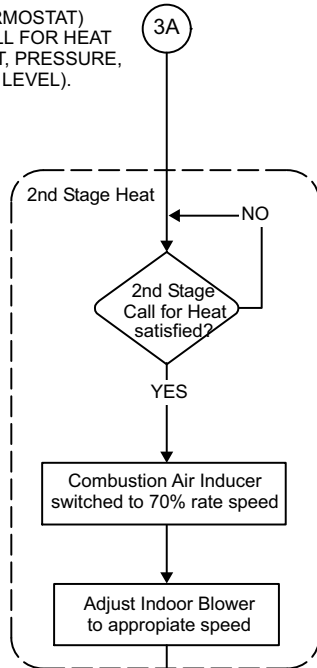 RMOSTAT)
LL FOR HEAT
T, PRESSURE,
LEVEL).
3A
2nd Stage Heat
NO
2nd Stage
Call for Heat
satisfied?
YES
Combustion Air Inducer
switched to 70% rate speed
Adjust Indoor Blower
to appropiate speed